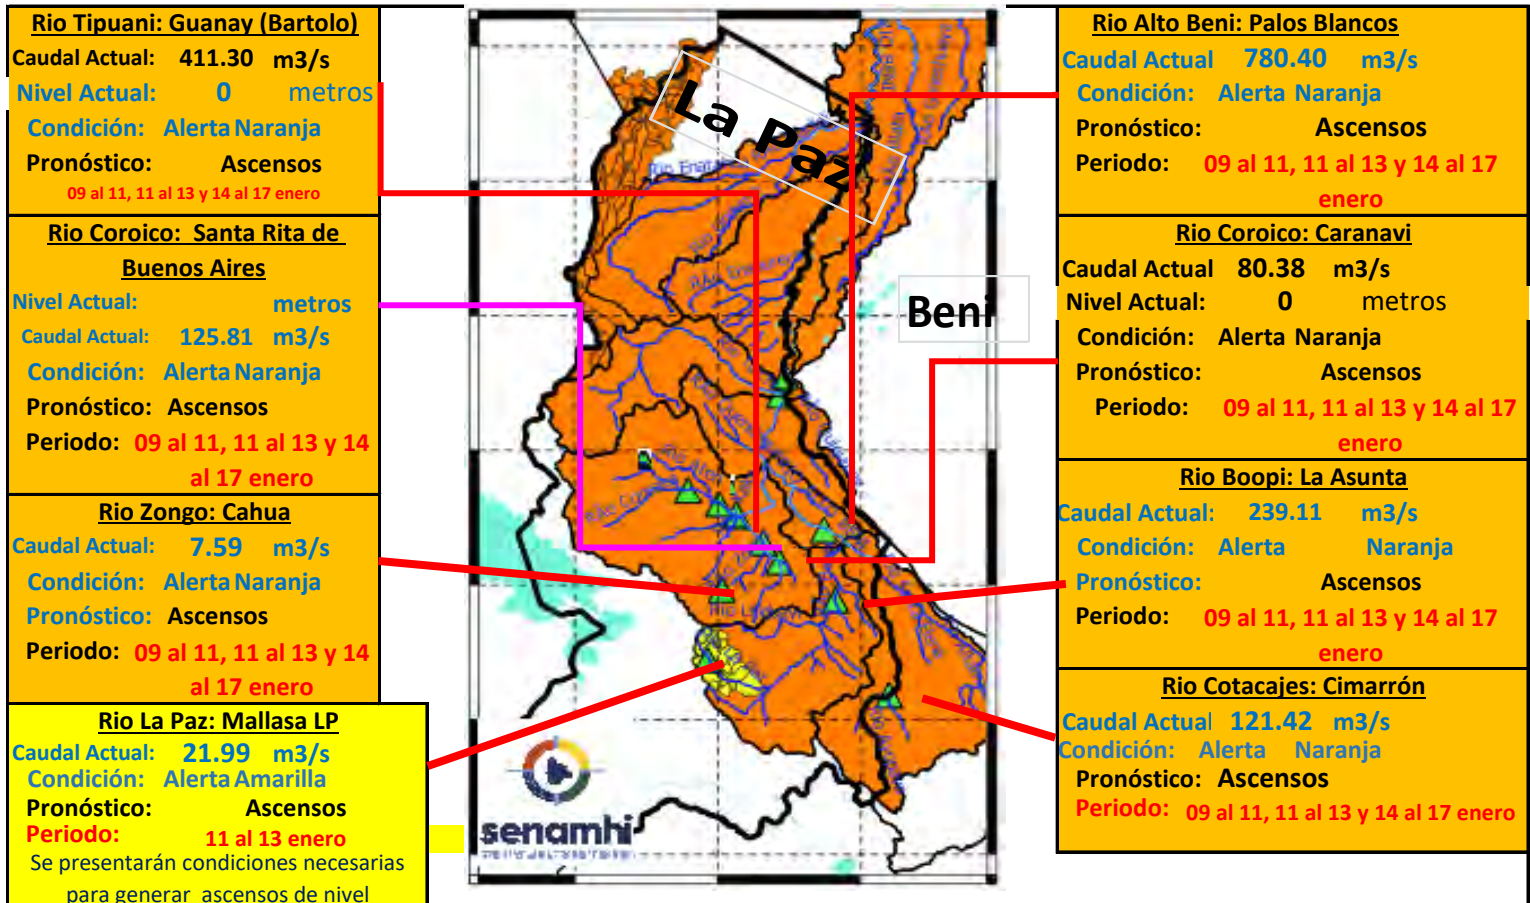 Rio Tipuani: Guanay (Bartolo)
Caudal Actual: 411.30 m3/s
Nivel Actual: 0 metros
Condición: Alerta Naranja
Pronóstico: Ascensos
09 al 11, 11 al 13 y 14 al 17 enero
Rio Coroico: Santa Rita de
Buenos Aires
Nivel Actual: metros
Caudal Actual: 125.81 m3/s
Condición: Alerta Naranja
Pronóstico: Ascensos
Periodo: 09 al 11, 11 al 13 y 14
al 17 enero
Rio Zongo: Cahua
Caudal Actual: 7.59 m3/s
Condición: Alerta Naranja
Pronóstico: Ascensos
Periodo: 09 al 11, 11 al 13 y 14
al 17 enero
Rio La Paz: Mallasa LP
Caudal Actual: 21.99 m3/s
Condición: Alerta Amarilla
Pronóstico: Ascensos
Periodo: 11 al 13 enero
Se presentarán condiciones necesarias
para generar ascensos de nivel
La Paz
Beni
senamhi
Rio Alto Beni: Palos Blancos
Caudal Actual 780.40 m3/s
Condición: Alerta Naranja
Pronóstico: Ascensos
Periodo: 09 al 11, 11 al 13 y 14 al 17
enero
Rio Coroico: Caranavi
Caudal Actual 80.38 m3/s
Nivel Actual: 0 metros
Condición: Alerta Naranja
Pronóstico: Ascensos
Periodo: 09 al 11, 11 al 13 y 14 al 17
enero
Rio Boopi: La Asunta
Caudal Actual: 239.11 m3/s
Condición: Alerta Naranja
Pronóstico: Ascensos
Periodo: 09 al 11, 11 al 13 y 14 al 17
enero
Rio Cotacajes: Cimarrón
Caudal Actual 121.42 m3/s
Condición: Alerta Naranja
Pronóstico: Ascensos
Periodo: 09 al 11, 11 al 13 y 14 al 17 enero